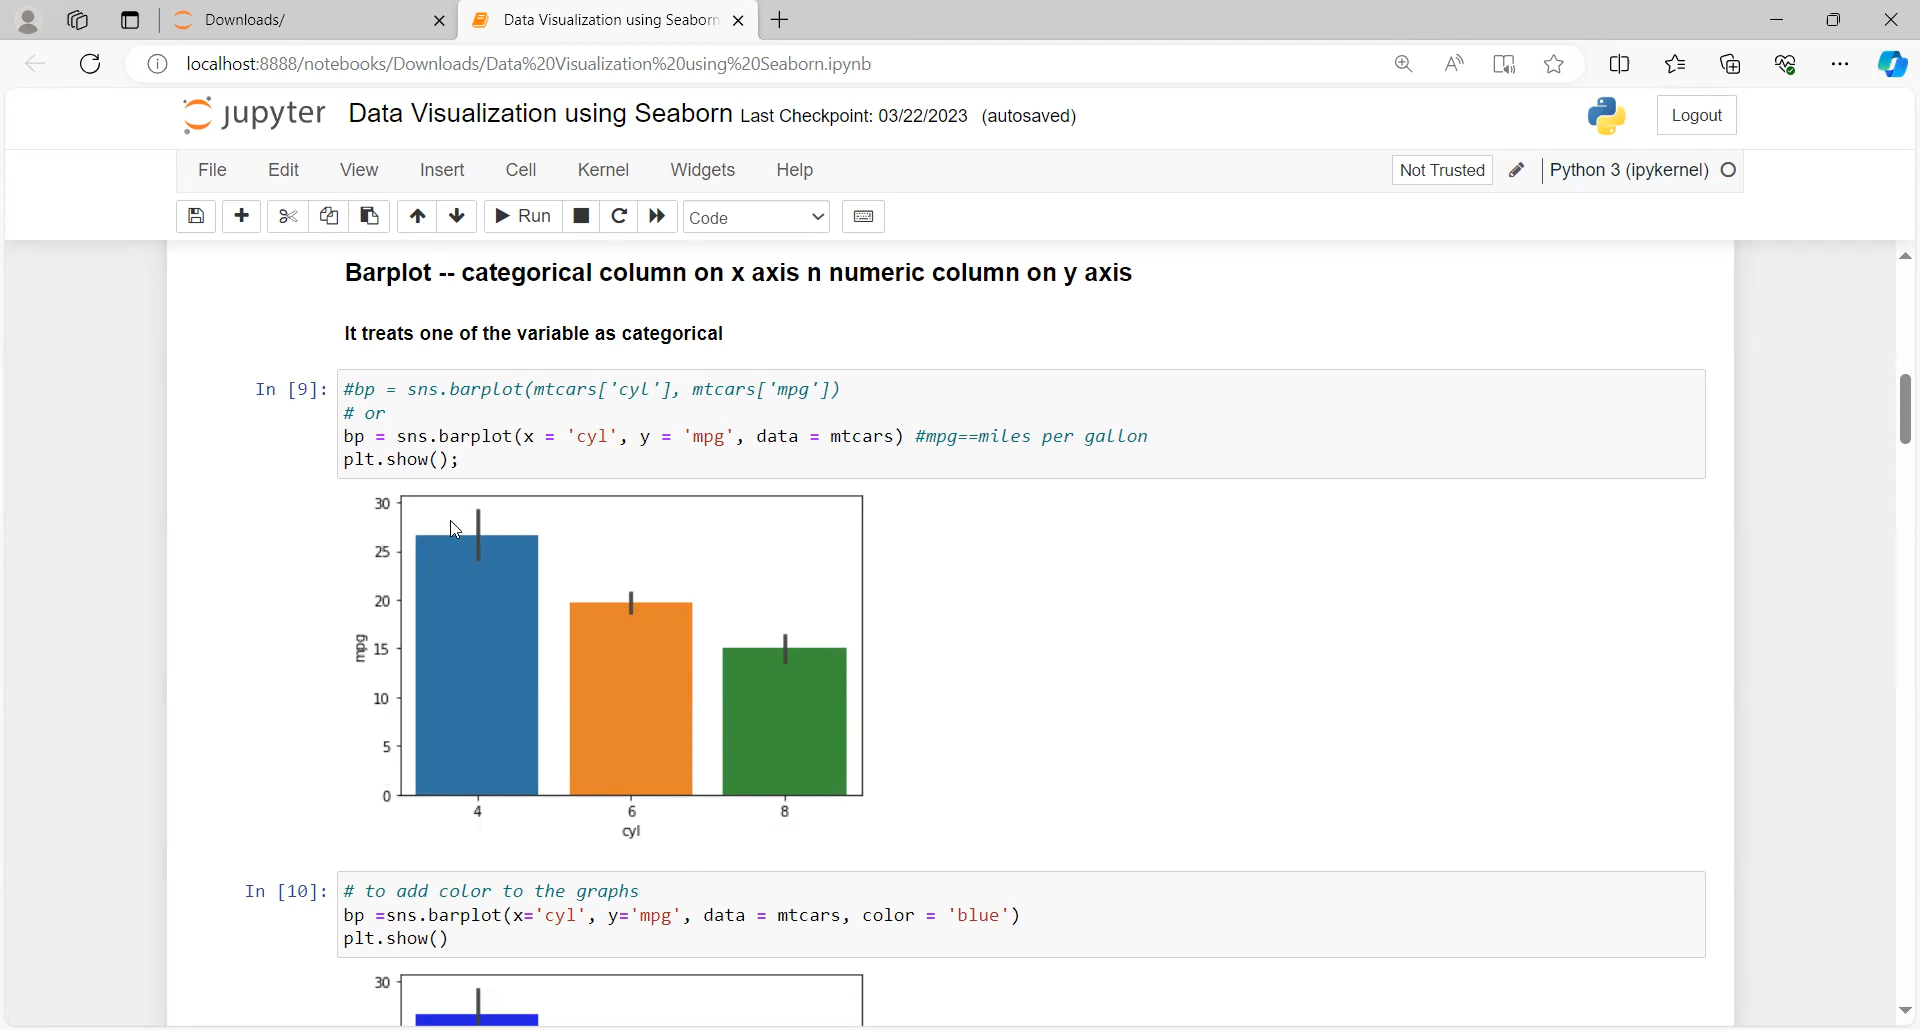 Downloads/
Data Visualization using Seaborn
localhost:8888/notebooks/Downloads/Data%20Visualization%20using%20Seaborn.ipynb
jupyter Data Visualization using Seaborn Last Checkpoint: 03/22/2023 (autosaved)
Logout
File Edit View Insert Cell Kernel Widgets Help
Not Trusted Python 3 (ipykernel)
Run Code
Barplot -- categorical column on x axis n numeric column on y axis
It treats one of the variable as categorical
In [9]: #bp = sns.barplot(mtcars['cyl'], mtcars['mpg'])
# or
bp = sns.barplot(x = 'cyl', y = 'mpg', data = mtcars) #mpg==miles per gallon
plt.show();
30
25
20
15
10
5
0
mpg
4 6 8
cyl
In [10]: # to add color to the graphs
bp =sns.barplot(x='cyl', y='mpg', data = mtcars, color = 'blue')
plt.show()
30